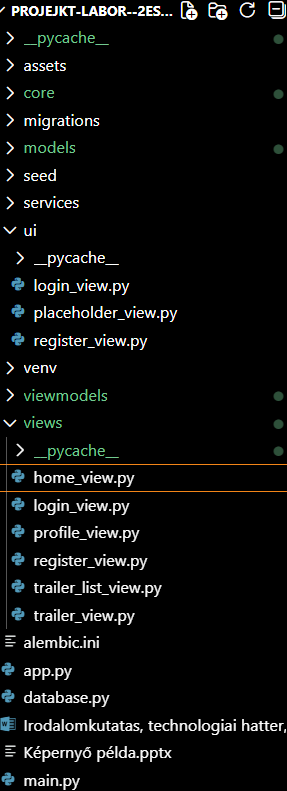 PROJEJKT-LABOR--2ES...
__pycache__
assets
core
migrations
models
seed
services
ui
__pycache__
login_view.py
placeholder_view.py
register_view.py
venv
viewmodels
views
__pycache__
home_view.py
login_view.py
profile_view.py
register_view.py
trailer_list_view.py
trailer_view.py
alembic.ini
app.py
database.py
Irodalomkutatas, technologiai hatter,
Képernyő példa.pptx
main.py